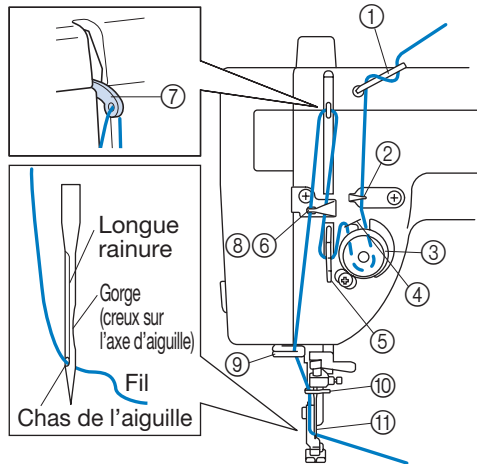 ①
⑦
②
⑧ ⑥
③
④
⑤
Longue
rainure
Gorge
(creux sur
l'axe d'aiguille)
Fil
Chas de l'aiguille
⑨
⑩
⑪